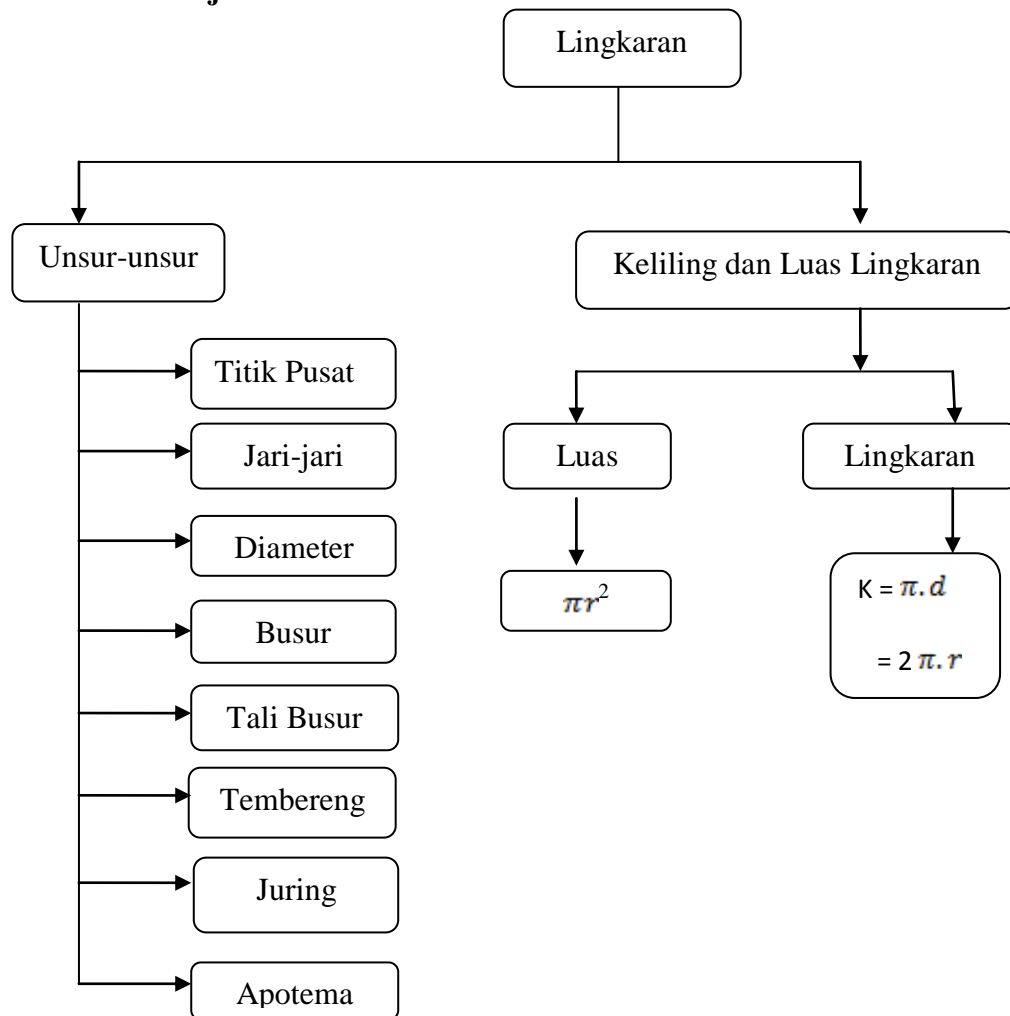 Lingkaran
Unsur-unsur
Keliling dan Luas Lingkaran
Titik Pusat
Jari-jari
Diameter
Busur
Tali Busur
Tembereng
Juring
Apotema
Luas
Lingkaran
πr²
K = π.d
= 2 π.r